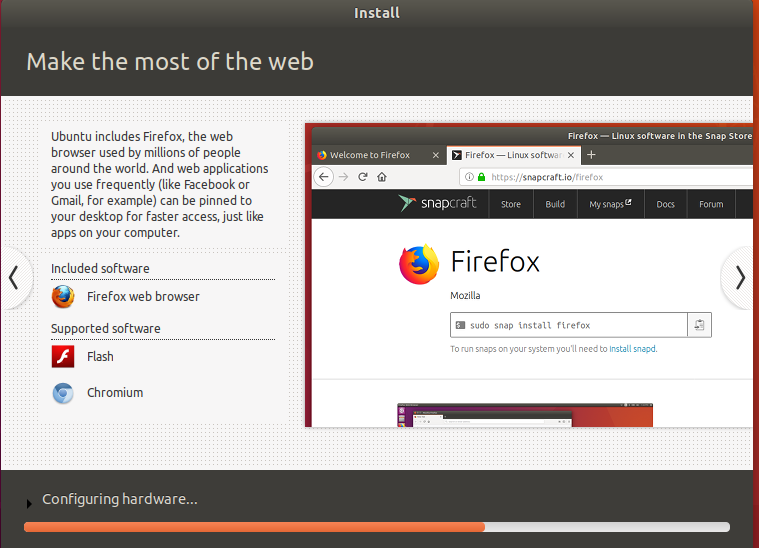 Install
Make the most of the web
Ubuntu includes Firefox, the web
browser used by millions of people
around the world. And web applications
you use frequently (like Facebook or
Gmail, for example) can be pinned to
your desktop for faster access, just like
apps on your computer.
Included software
Firefox web browser
Supported software
Flash
Chromium
Firefox — Linux software in the Snap Store
Welcome to Firefox
Firefox — Linux softwar
https://snapcraft.io/firefox
snapcraft Store Build My snaps Docs Forum
Firefox
Mozilla
sudo snap install firefox
To run snaps on your system you'll need to install snapd.
Configuring hardware...